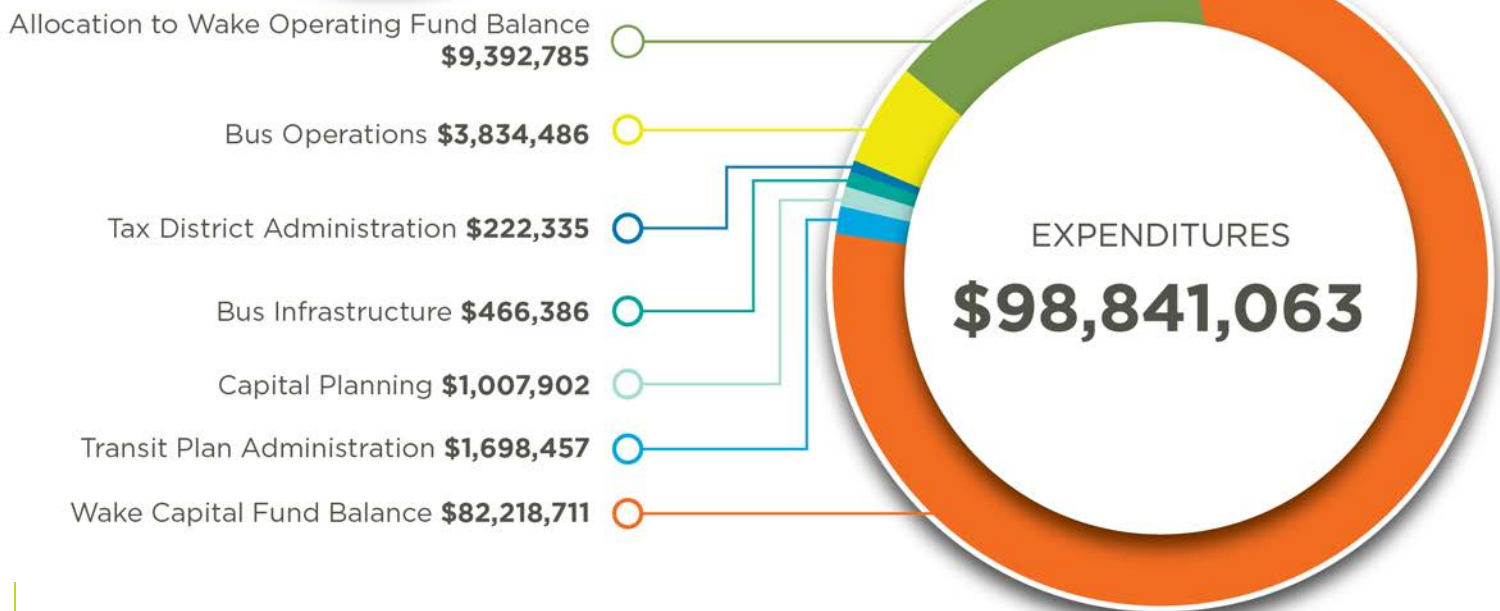 Allocation to Wake Operating Fund Balance
$9,392,785
Bus Operations $3,834,486
Tax District Administration $222,335
Bus Infrastructure $466,386
Capital Planning $1,007,902
Transit Plan Administration $1,698,457
Wake Capital Fund Balance $82,218,711
EXPENDITURES
$98,841,063